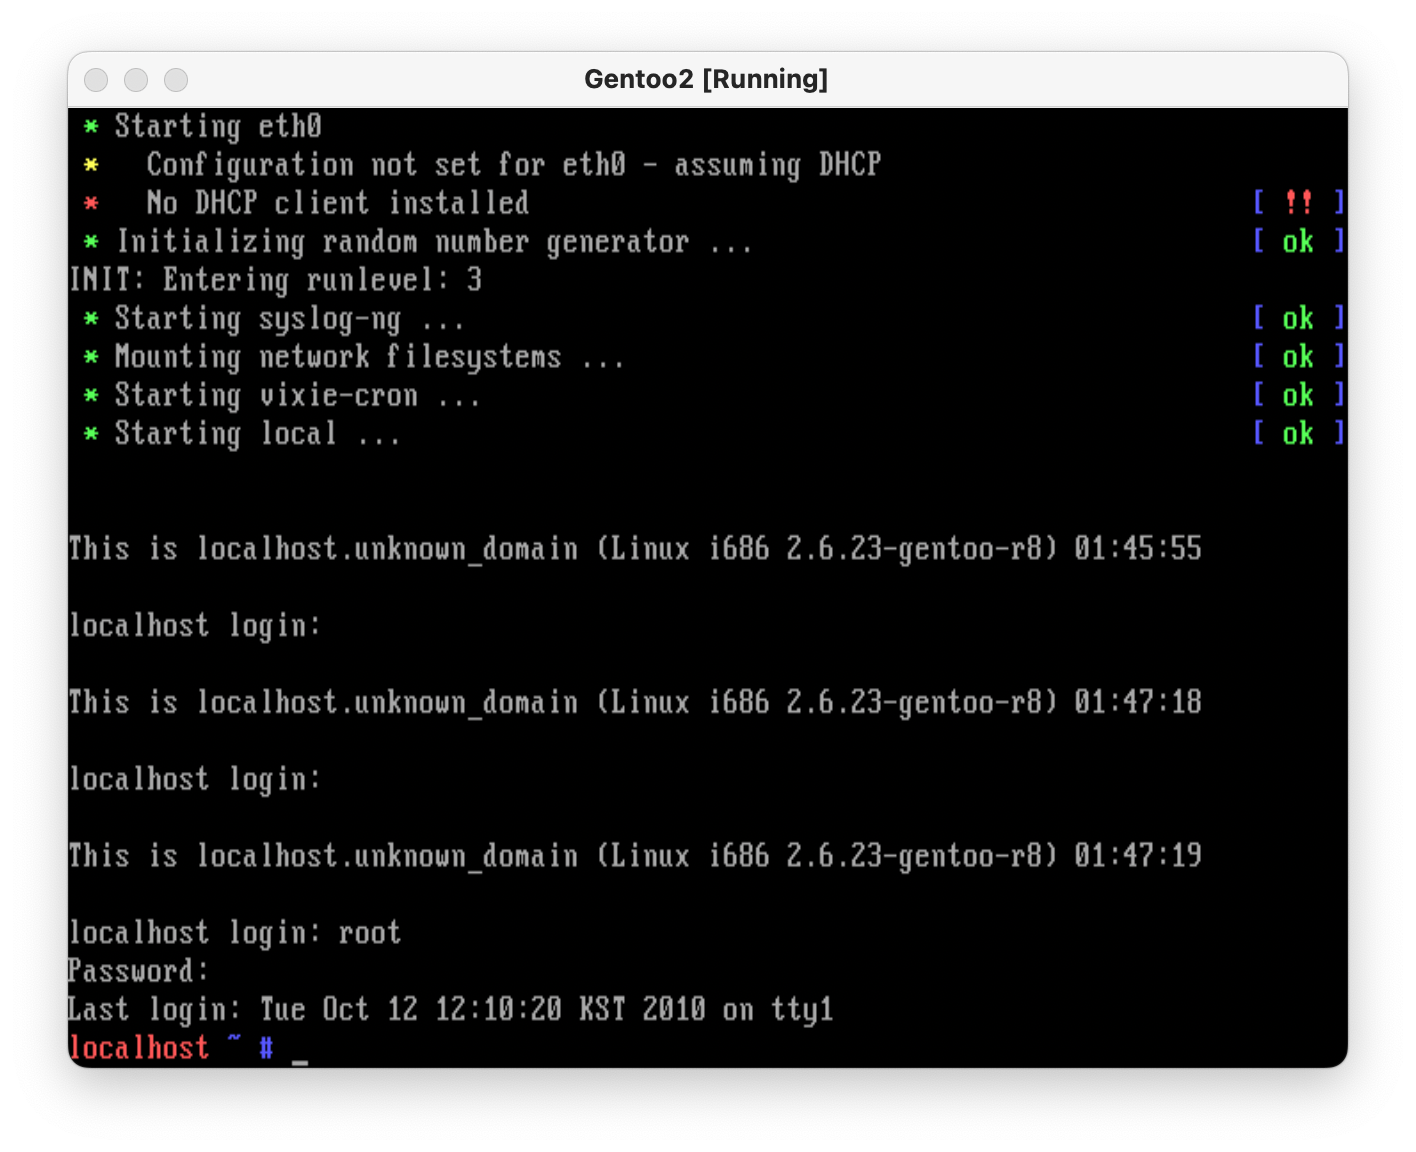 Gentoo2 [Running]
* Starting eth0
*   Configuration not set for eth0 - assuming DHCP
*   No DHCP client installed [ !! ]
* Initializing random number generator ... [ ok ]
INIT: Entering runlevel: 3
* Starting syslog-ng ... [ ok ]
* Mounting network filesystems ... [ ok ]
* Starting vixie-cron ... [ ok ]
* Starting local ... [ ok ]
This is localhost.unknown_domain (Linux i686 2.6.23-gentoo-r8) 01:45:55
localhost login:
This is localhost.unknown_domain (Linux i686 2.6.23-gentoo-r8) 01:47:18
localhost login:
This is localhost.unknown_domain (Linux i686 2.6.23-gentoo-r8) 01:47:19
localhost login: root
Password:
Last login: Tue Oct 12 12:10:20 KST 2010 on tty1
localhost ~ # _